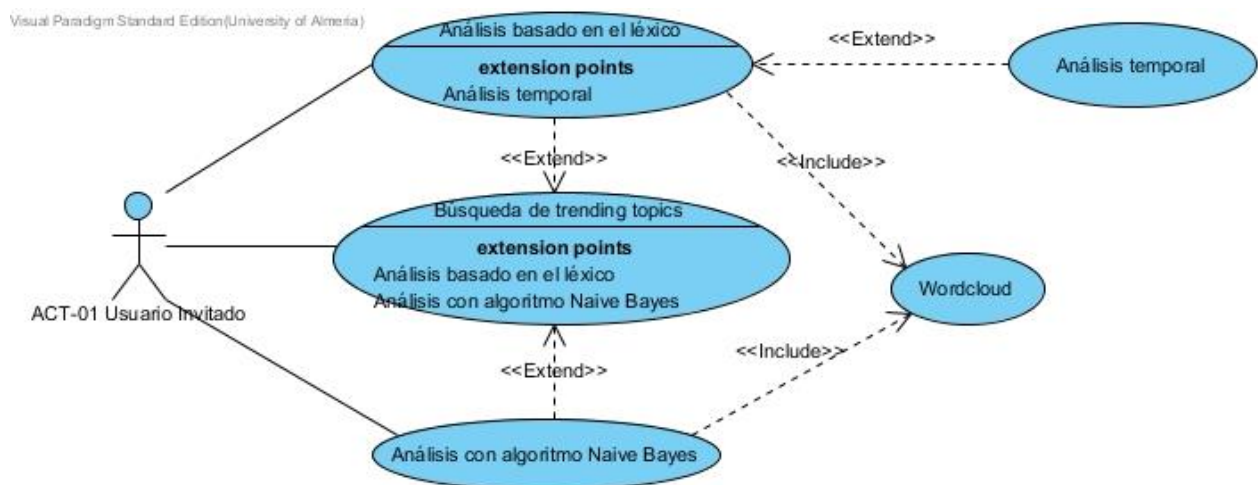 Visual Paradigm Standard Edition(University of Almeria)
Análisis basado en el léxico
extension points
Análisis temporal
<<Extend>>
Análisis temporal
<<Extend>>
<<Include>>
Búsqueda de trending topics
extension points
Análisis basado en el léxico
Análisis con algoritmo Naive Bayes
Wordcloud
ACT-01 Usuario Invitado
<<Include>>
<<Extend>>
Análisis con algoritmo Naive Bayes